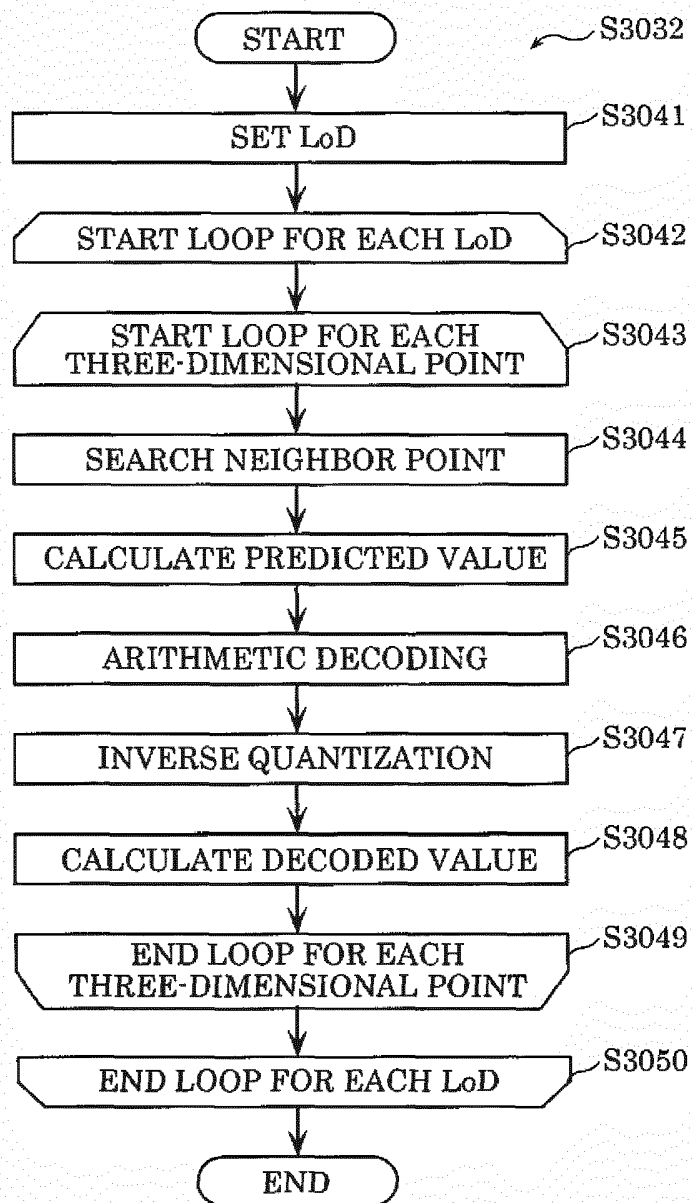 START
S3032
SET LoD
S3041
START LOOP FOR EACH LoD
S3042
START LOOP FOR EACH
THREE-DIMENSIONAL POINT
S3043
SEARCH NEIGHBOR POINT
S3044
CALCULATE PREDICTED VALUE
S3045
ARITHMETIC DECODING
S3046
INVERSE QUANTIZATION
S3047
CALCULATE DECODED VALUE
S3048
END LOOP FOR EACH
THREE-DIMENSIONAL POINT
S3049
END LOOP FOR EACH LoD
S3050
END